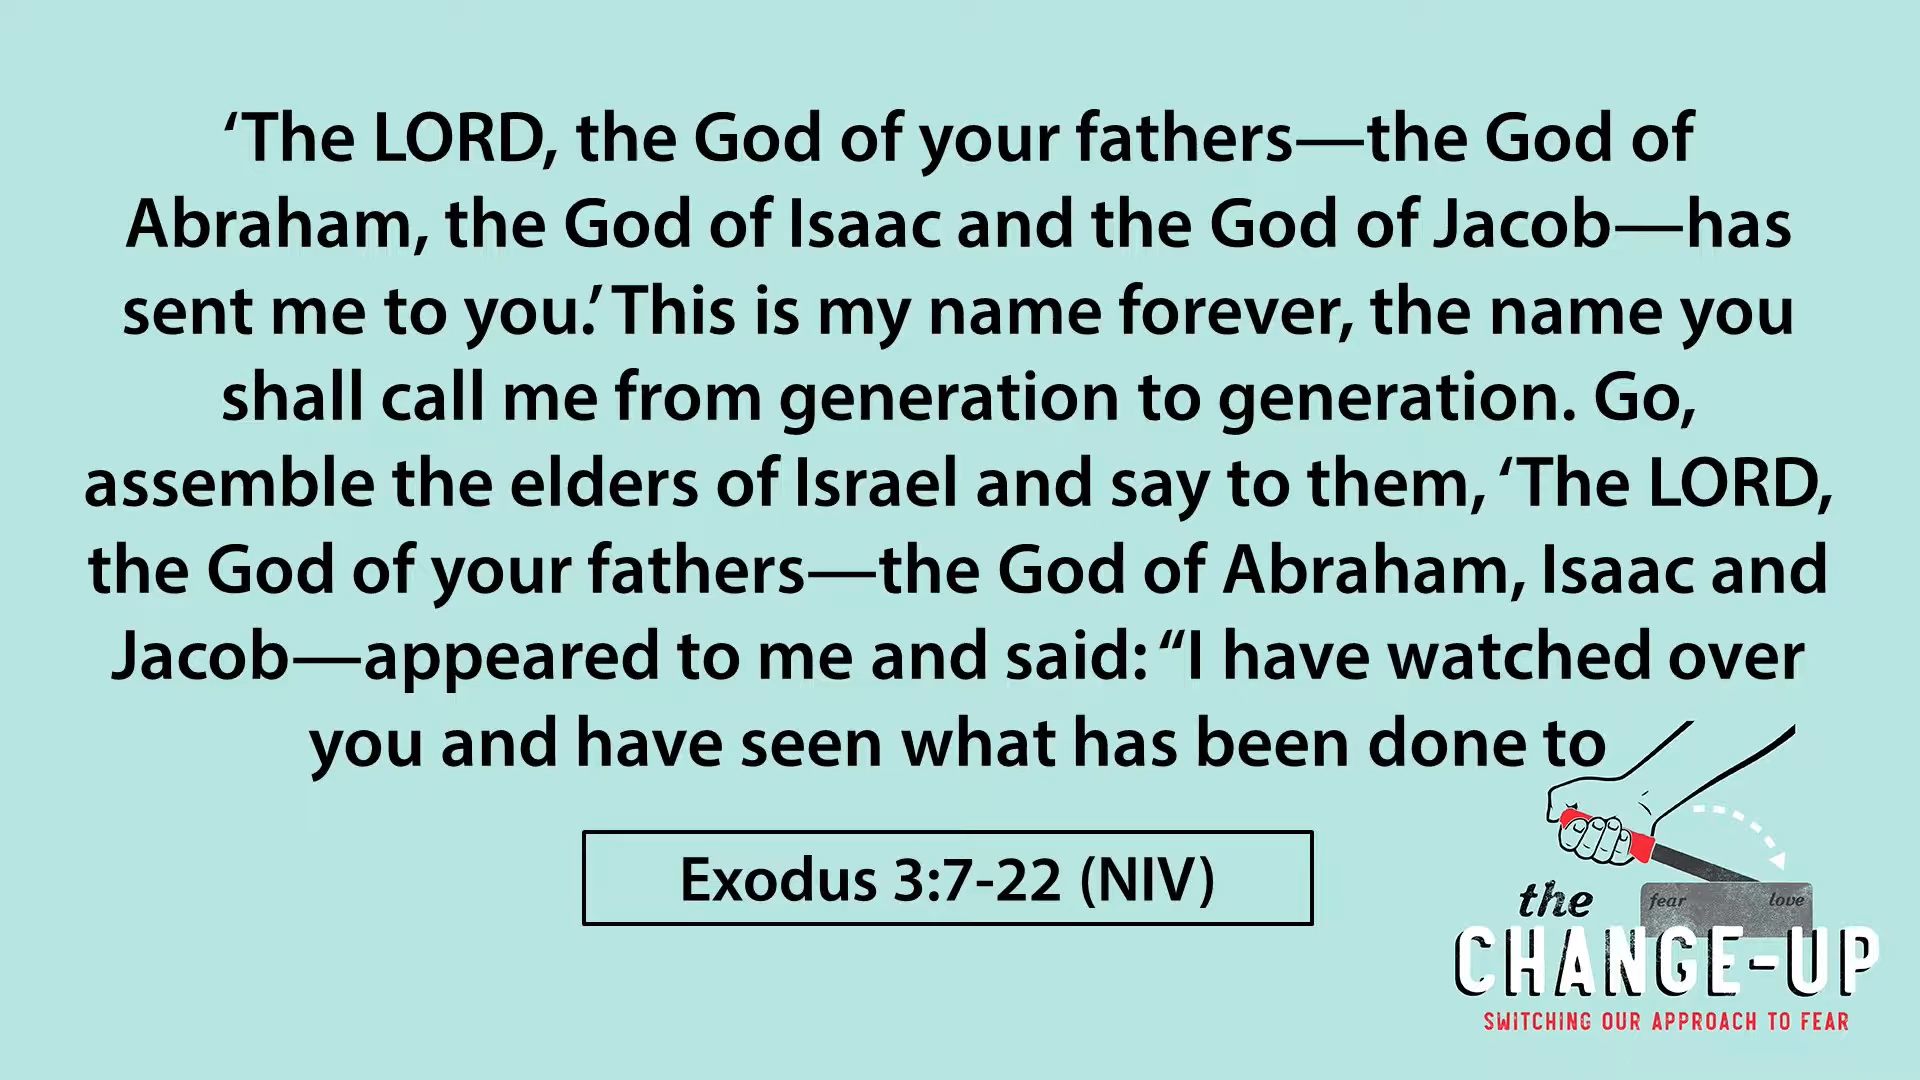 ‘The LORD, the God of your fathers—the God of
Abraham, the God of Isaac and the God of Jacob—has
sent me to you.’ This is my name forever, the name you
shall call me from generation to generation. Go,
assemble the elders of Israel and say to them, ‘The LORD,
the God of your fathers—the God of Abraham, Isaac and
Jacob—appeared to me and said: “I have watched over
you and have seen what has been done to
Exodus 3:7-22 (NIV)
fear love
the
CHANGE-UP
SWITCHING OUR APPROACH TO FEAR